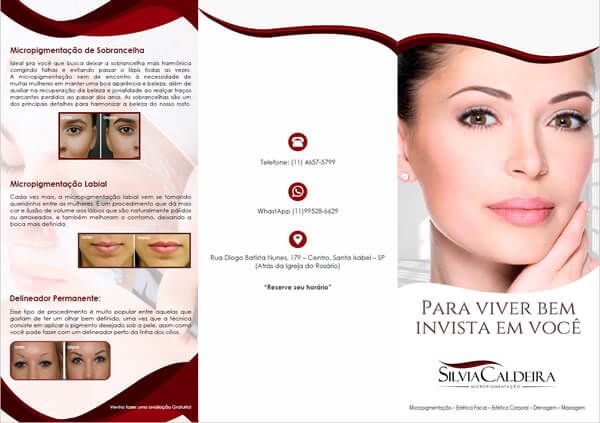 Micropigmentação de Sobrancelha
Ideal pra você que busca deixar a sobrancelha mais harmônica
corrigindo falhas e evitando passar o lápis todas as vezes.
A micropigmentação vem de encontro à necessidade de
muitas mulheres em manter uma boa aparência e beleza, além de
auxiliar na recuperação da beleza e jovialidade ao realçar traços
marcantes perdidos ao passar dos anos. As sobrancelhas são um
dos principais detalhes para harmonizar a beleza do nosso rosto.
Micropigmentação Labial
Cada vez mais, a micropigmentação labial vem se tornando
queridinha entre as mulheres. É um procedimento que dá mais
cor e ilusão de volume aos lábios que são naturalmente pálidos
ou arroxeados, e também melhoram o contorno, deixando a
boca mais definida.
Delineador Permanente:
Esse tipo de procedimento é muito popular entre aquelas que
gostam de ter um olhar bem definido, uma vez que a técnica
consiste em aplicar o pigmento desejado sob a pele, assim como
você pode fazer com um delineador perto da linha dos cílios.
Venha fazer uma avaliação Gratuita!
Telefone: (11) 4657-5799
WhastApp (11)99528-6629
Rua Diogo Batista Nunes, 179 – Centro, Santa Isabel – SP
(Atrás da Igreja do Rosário)
"Reserve seu horário"
PARA VIVER BEM
INVISTA EM VOCÊ
SILVIA CALDEIRA
MICROPIGMENTAÇÃO
Micropigmentação – Estética Facial – Estética Corporal – Drenagem – Massagem